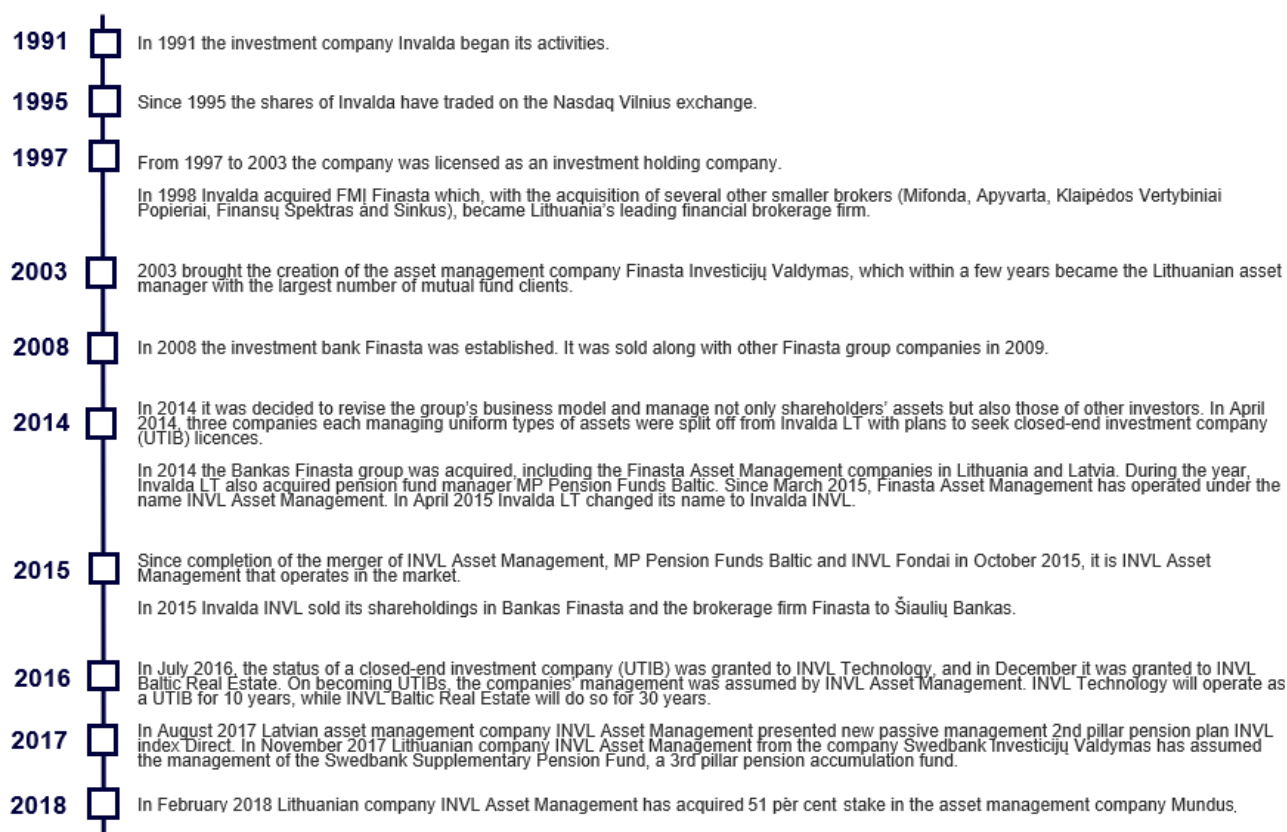 1991
In 1991 the investment company Invalda began its activities.
1995
Since 1995 the shares of Invalda have traded on the Nasdaq Vilnius exchange.
1997
From 1997 to 2003 the company was licensed as an investment holding company.
In 1998 Invalda acquired FMĮ Finasta which, with the acquisition of several other smaller brokers (Mifonda, Apyvarta, Klaipėdos Vertybiniai
Popieriai, Finansų Spektras and Sinkus), became Lithuania's leading financial brokerage firm.
2003
2003 brought the creation of the asset management company Finasta Investicijų Valdymas, which within a few years became the Lithuanian asset
manager with the largest number of mutual fund clients.
2008
In 2008 the investment bank Finasta was established. It was sold along with other Finasta group companies in 2009.
2014
In 2014 it was decided to revise the group's business model and manage not only shareholders' assets but also those of other investors. In April
2014, three companies each managing uniform types of assets were split off from Invalda LT with plans to seek closed-end investment company
(UTIB) licences.
In 2014 the Bankas Finasta group was acquired, including the Finasta Asset Management companies in Lithuania and Latvia. During the year,
Invalda LT also acquired pension fund manager MP Pension Funds Baltic. Since March 2015, Finasta Asset Management has operated under the
name INVL Asset Management. In April 2015 Invalda LT changed its name to Invalda INVL.
2015
Since completion of the merger of INVL Asset Management, MP Pension Funds Baltic and INVL Fondai in October 2015, it is INVL Asset
Management that operates in the market.
In 2015 Invalda INVL sold its shareholdings in Bankas Finasta and the brokerage firm Finasta to Šiaulių Bankas.
2016
In July 2016, the status of a closed-end investment company (UTIB) was granted to INVL Technology, and in December it was granted to INVL
Baltic Real Estate. On becoming UTIBs, the companies' management was assumed by INVL Asset Management. INVL Technology will operate as
a UTIB for 10 years, while INVL Baltic Real Estate will do so for 30 years.
2017
In August 2017 Latvian asset management company INVL Asset Management presented new passive management 2nd pillar pension plan INVL
index Direct. In November 2017 Lithuanian company INVL Asset Management from the company Swedbank Investicijų Valdymas has assumed
the management of the Swedbank Supplementary Pension Fund, a 3rd pillar pension accumulation fund.
2018
In February 2018 Lithuanian company INVL Asset Management has acquired 51 per cent stake in the asset management company Mundus.